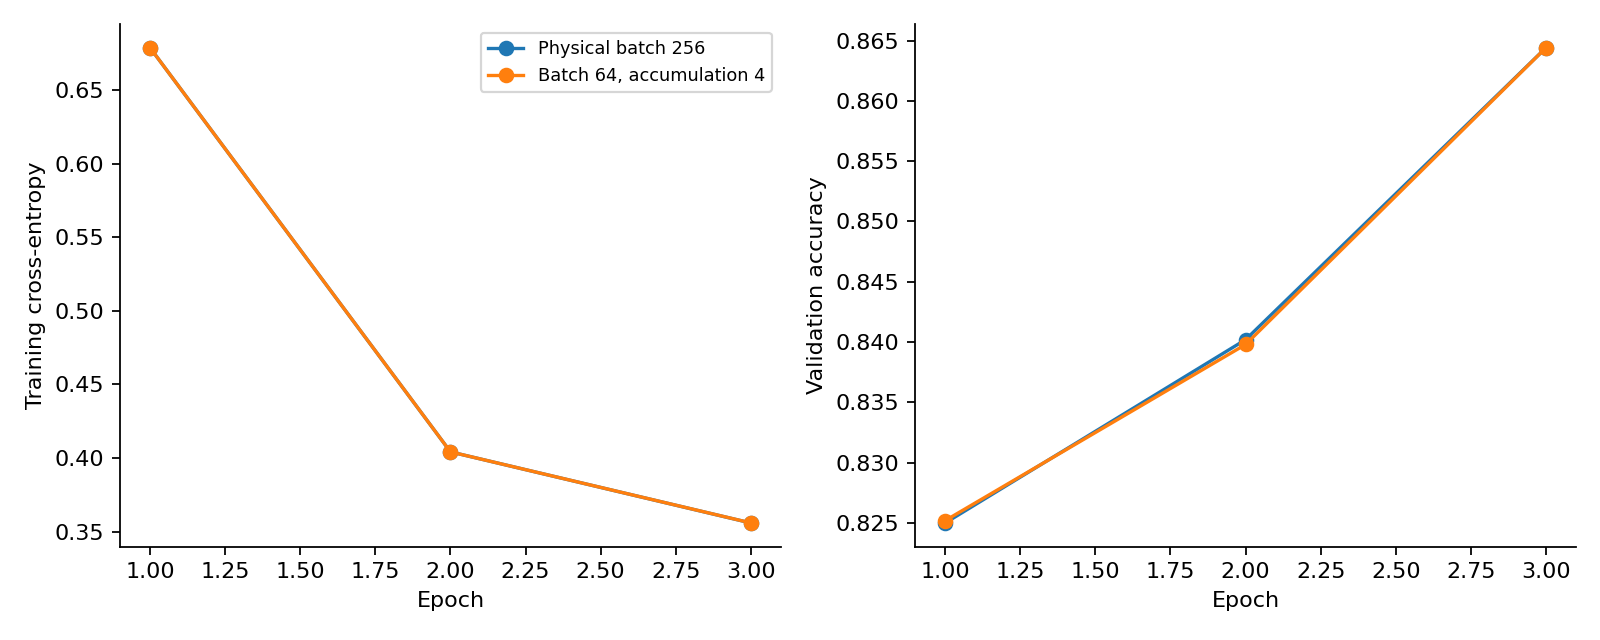 Training cross-entropy
0.65
0.60
0.55
0.50
0.45
0.40
0.35
Physical batch 256
Batch 64, accumulation 4
1.00 1.25 1.50 1.75 2.00 2.25 2.50 2.75 3.00
Epoch
Validation accuracy
0.865
0.860
0.855
0.850
0.845
0.840
0.835
0.830
0.825
1.00 1.25 1.50 1.75 2.00 2.25 2.50 2.75 3.00
Epoch